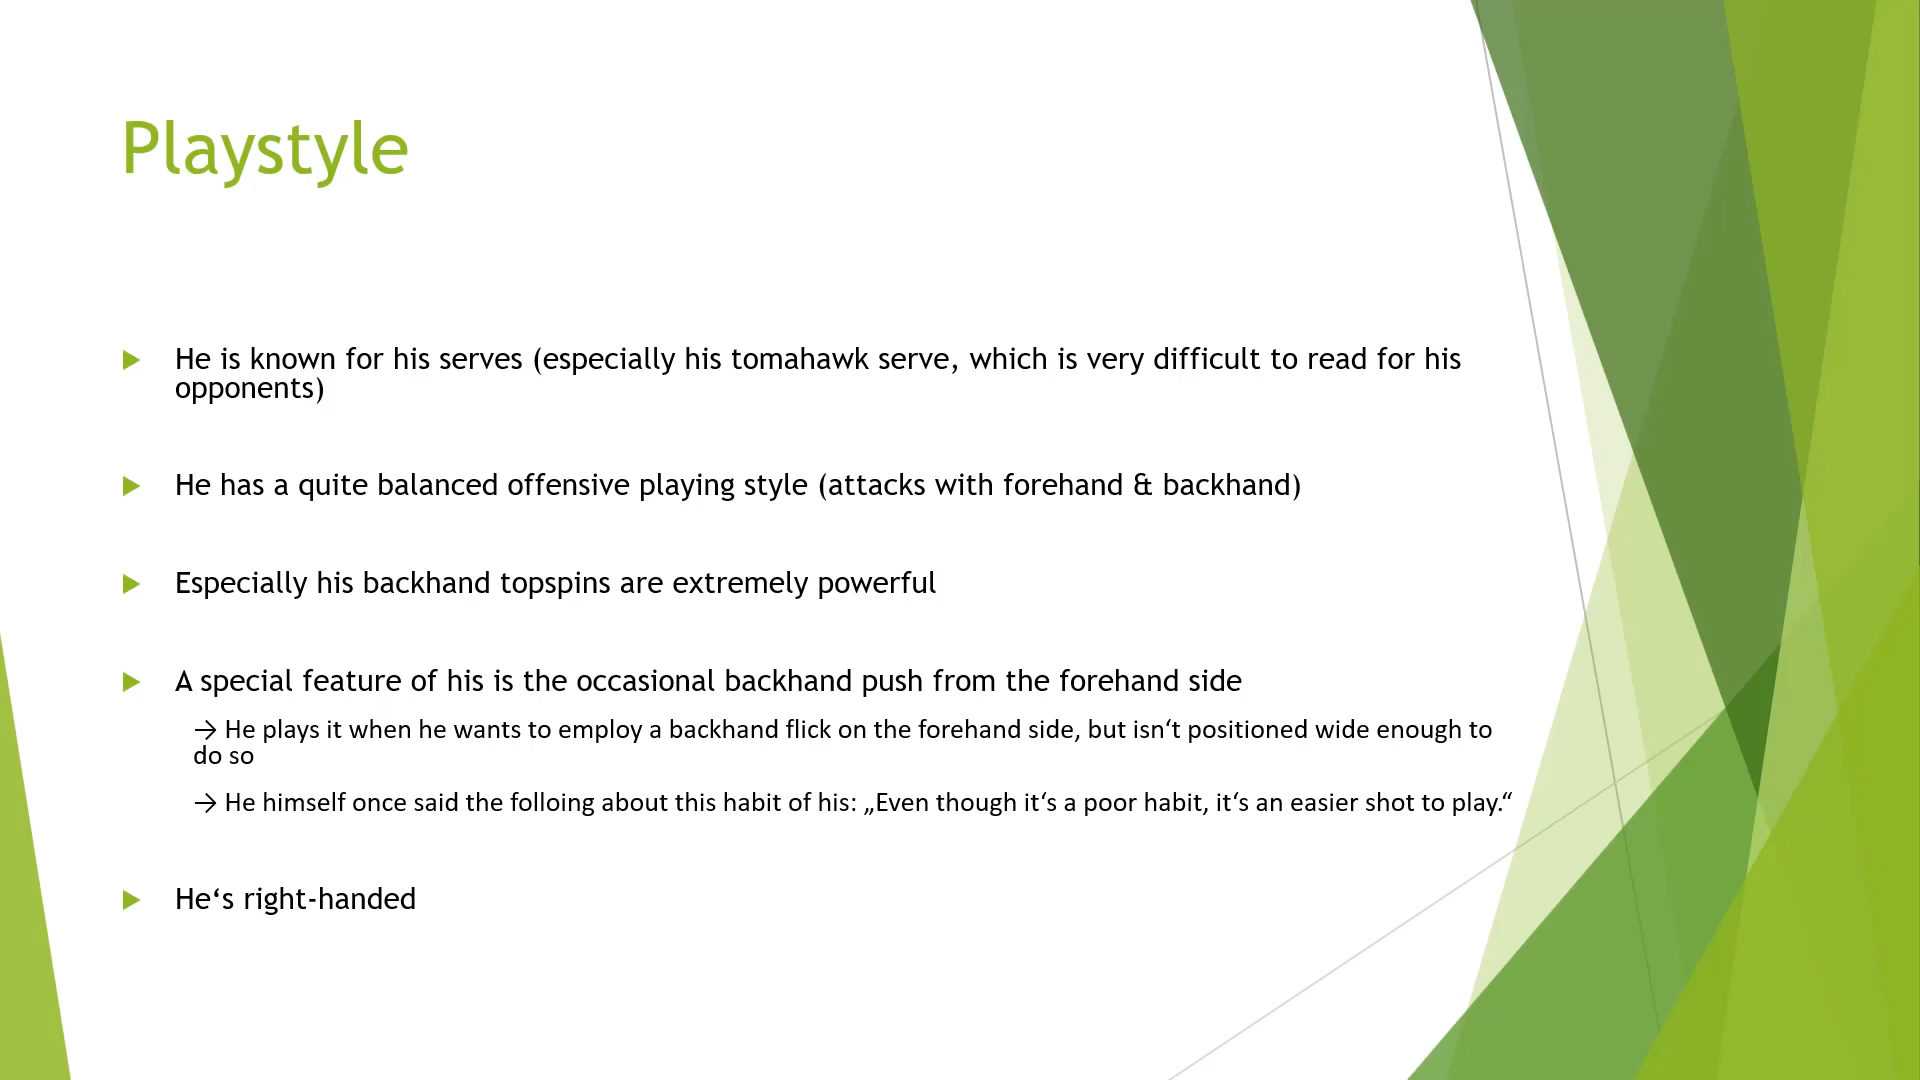 Playstyle
He is known for his serves (especially his tomahawk serve, which is very difficult to read for his
opponents)
He has a quite balanced offensive playing style (attacks with forehand & backhand)
Especially his backhand topspins are extremely powerful
A special feature of his is the occasional backhand push from the forehand side
→ He plays it when he wants to employ a backhand flick on the forehand side, but isn‘t positioned wide enough to
do so
→ He himself once said the folloing about this habit of his: „Even though it‘s a poor habit, it‘s an easier shot to play.“
He‘s right-handed